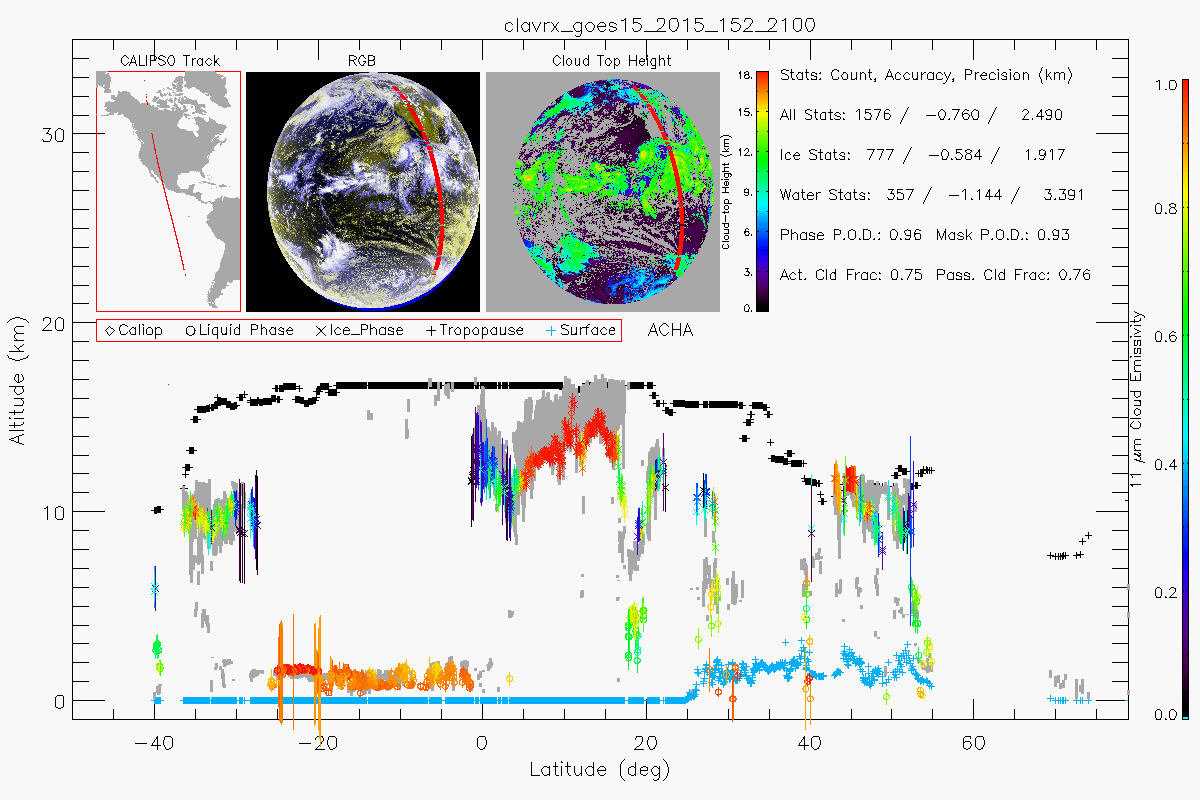 clavrx_goes15_2015_152_2100
CALIPSO Track
RGB
Cloud Top Height
18.
15.
12.
9.
6.
3.
0.
Cloud-top Height (km)
Stats: Count, Accuracy, Precision (km)
All Stats: 1576 / -0.760 / 2.490
Ice Stats: 777 / -0.584 / 1.917
Water Stats: 357 / -1.144 / 3.391
Phase P.O.D.: 0.96 Mask P.O.D.: 0.93
Act. Cld Frac: 0.75 Pass. Cld Frac: 0.76
Caliop Liquid Phase Ice_Phase Tropopause Surface ACHA
30
20
10
0
Altitude (km)
-40 -20 0 20 40 60
Latitude (deg)
1.0
0.8
0.6
0.4
0.2
0.0
11 μm Cloud Emissivity